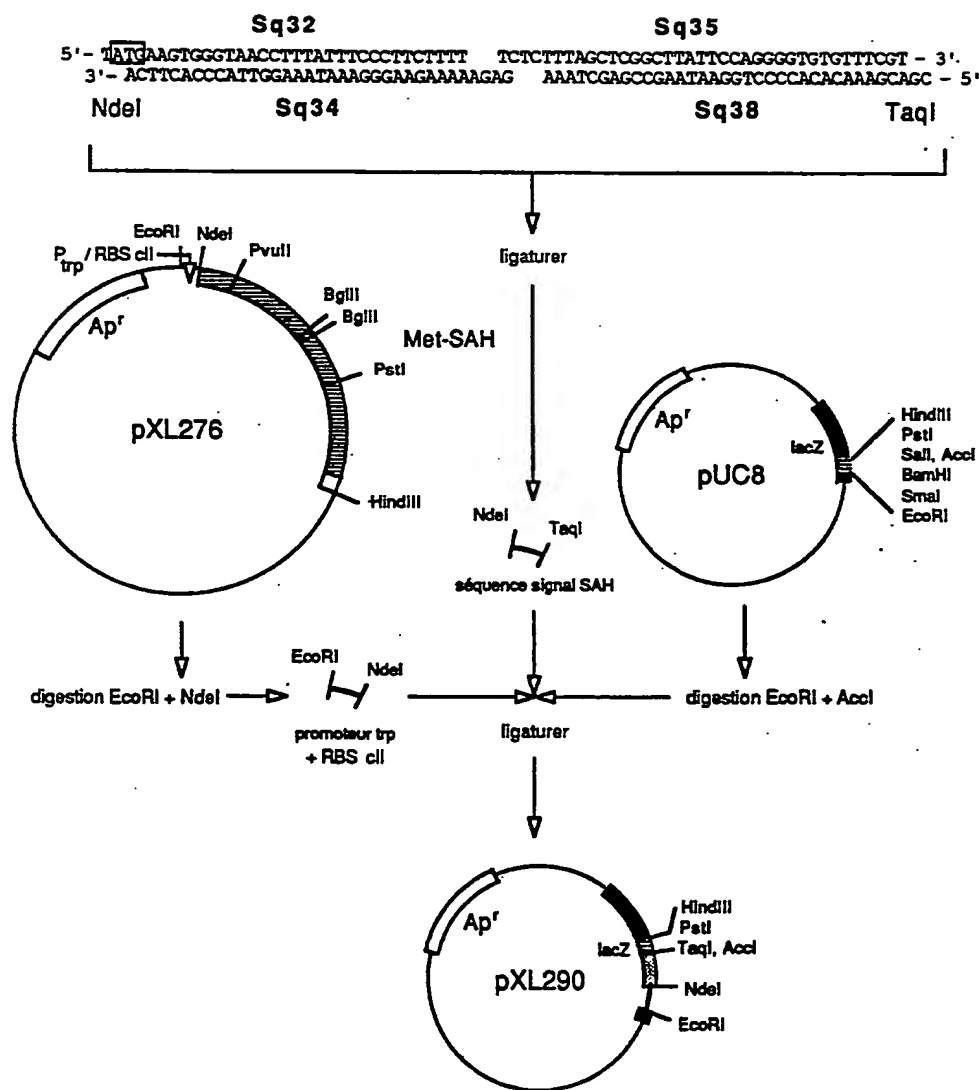 Sq32 Sq35
5'- TATGAAGTGGGTAACCTTTATTTCCCTTCTTTT TCTCTTTAGCTCGGCTTATTCCAGGGGTGTGTTTCGT - 3'
3'- ACTTCACCCATTGGAAATAAAGGGAAGAAAAAGAG AAATCGAGCCGAATAAGGTCCCCACACAAAGCAGC - 5'
NdeI Sq34 Sq38 TaqI
ligaturer
EcoRI
NdeI
Ptrp / RBS cII
PvuII
BglII
BglII
Apr
Met-SAH
PstI
pXL276
HindIII
Apr
lacZ
pUC8
HindIII
PstI
SalI, AccI
BamHI
SmaI
EcoRI
NdeI
TaqI
séquence signal SAH
EcoRI
NdeI
digestion EcoRI + NdeI
digestion EcoRI + AccI
promoteur trp
+ RBS cII
ligaturer
Apr
lacZ
pXL290
HindIII
PstI
TaqI, AccI
NdeI
EcoRI